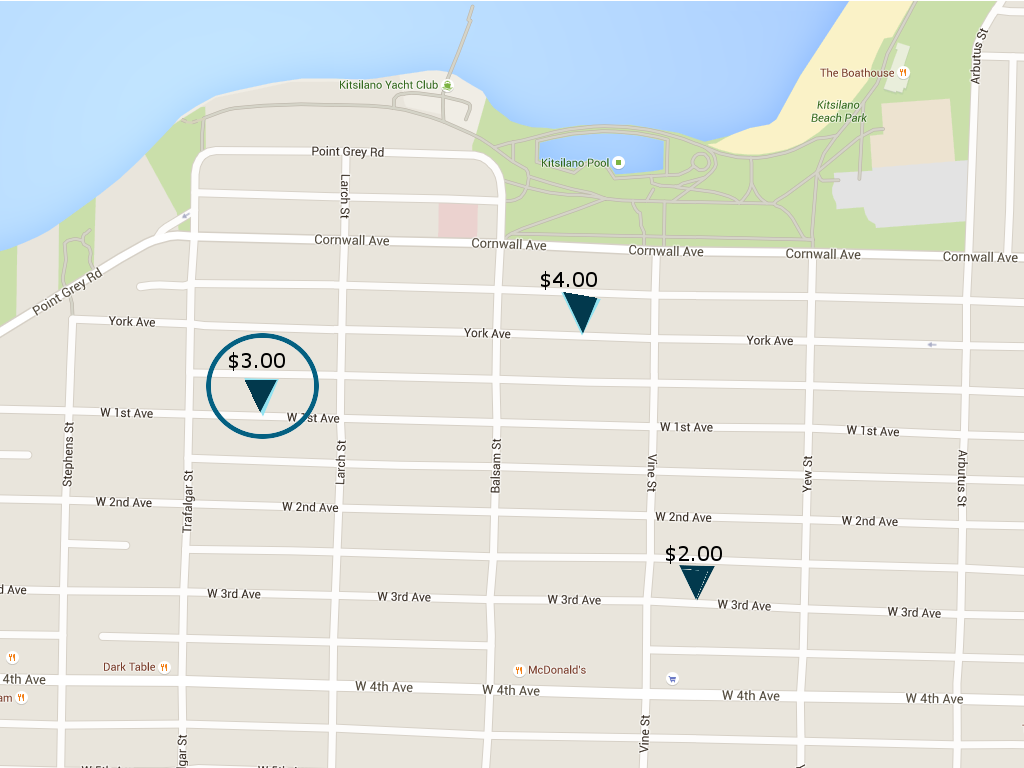 Arbutus St
The Boathouse
Kitsilano Yacht Club
Kitsilano
Beach Park
Point Grey Rd
Kitsilano Pool
Larch St
Cornwall Ave
Cornwall Ave
Cornwall Ave
Cornwall Ave
Cornwall Ave
$4.00
Point Grey Rd
York Ave
York Ave
York Ave
$3.00
W 1st Ave
W 1st Ave
W 1st Ave
W 1st Ave
Stephens St
Larch St
Balsam St
Vine St
Yew St
Arbutus St
Trafalgar St
W 2nd Ave
W 2nd Ave
W 2nd Ave
W 2nd Ave
$2.00
d Ave
W 3rd Ave
W 3rd Ave
W 3rd Ave
W 3rd Ave
W 3rd Ave
Dark Table
McDonald's
4th Ave
W 4th Ave
W 4th Ave
W 4th Ave
W 4th Ave
am
gar St
Vine St